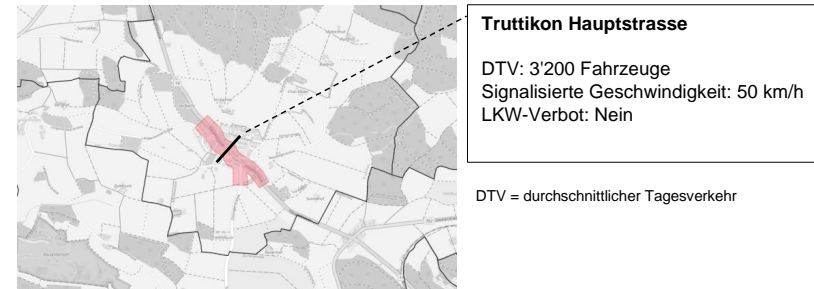 Truttikon Hauptstrasse
DTV: 3'200 Fahrzeuge
Signalisierte Geschwindigkeit: 50 km/h
LKW-Verbot: Nein
DTV = durchschnittlicher Tagesverkehr